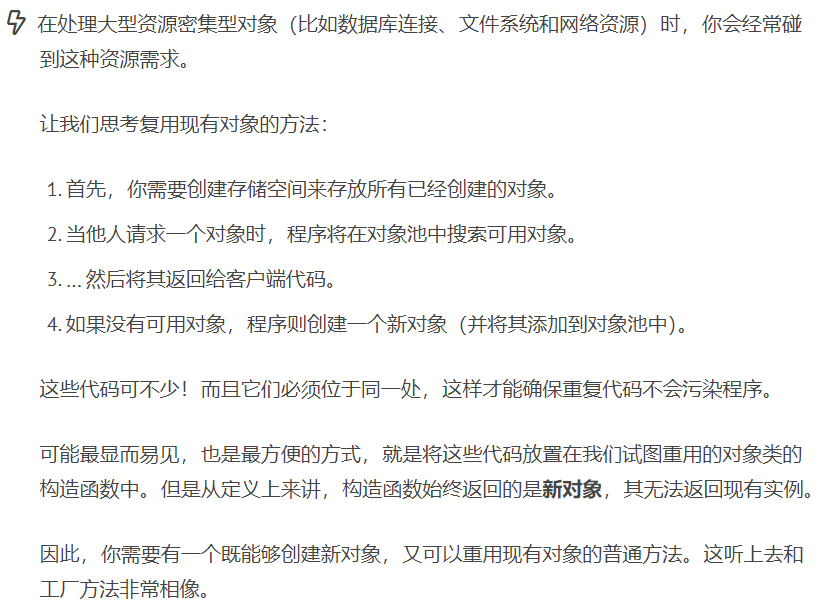 在处理大型资源密集型对象（比如数据库连接、文件系统和网络资源）时，你会经常碰
到这种资源需求。
让我们思考复用现有对象的方法：
1. 首先，你需要创建存储空间来存放所有已经创建的对象。
2. 当他人请求一个对象时，程序将在对象池中搜索可用对象。
3. ... 然后将其返回给客户端代码。
4. 如果没有可用对象，程序则创建一个新对象（并将其添加到对象池中）。
这些代码可不少！而且它们必须位于同一处，这样才能确保重复代码不会污染程序。
可能最显而易见，也是最方便的方式，就是将这些代码放置在我们试图重用的对象类的
构造函数中。但是从定义上来讲，构造函数始终返回的是新对象，其无法返回现有实例。
因此，你需要有一个既能够创建新对象，又可以重用现有对象的普通方法。这听上去和
工厂方法非常相像。